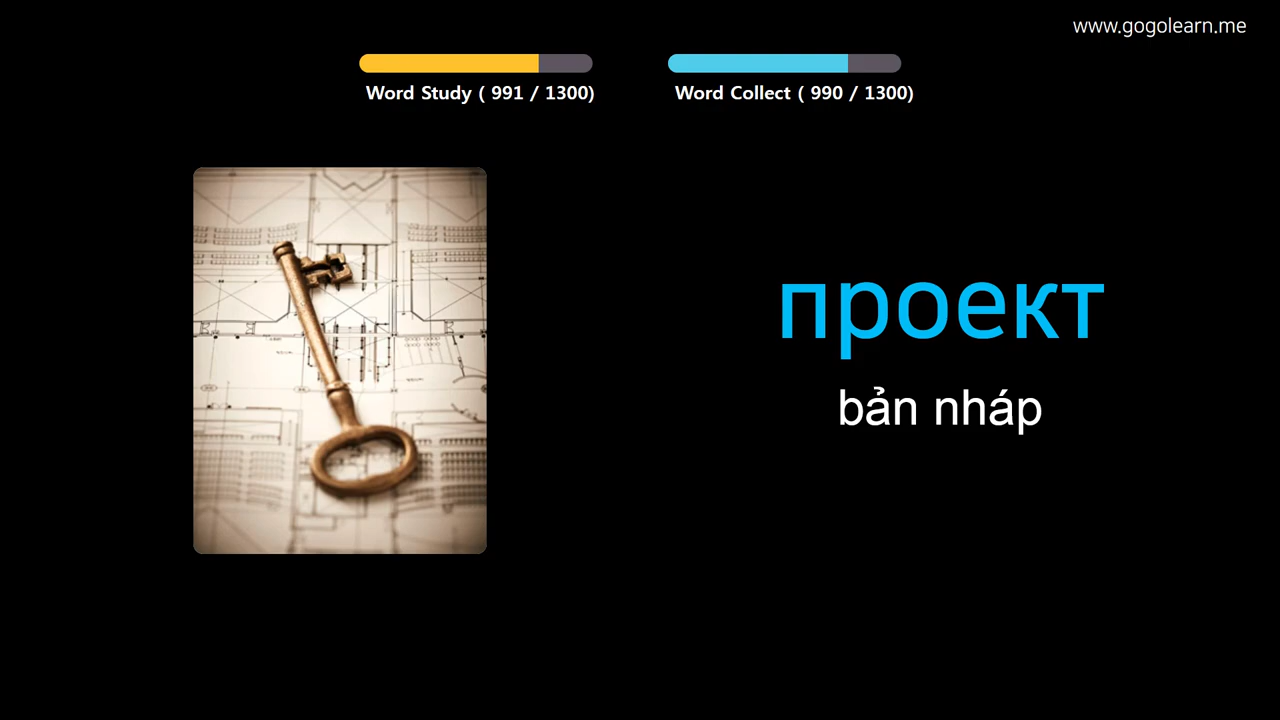 www.gogolearn.me
Word Study ( 991 / 1300)
Word Collect ( 990 / 1300)
проект
bản nháp